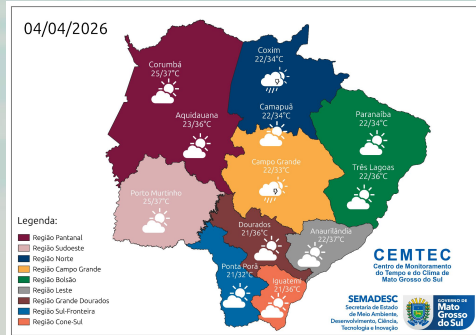 04/04/2026
Coxim
22/34°C
Corumbá
25/37°C
Camapuã
22/34°C
Aquidauana
23/36°C
Paranaíba
22/34°C
Campo Grande
22/33°C
Três Lagoas
22/36°C
Porto Murtinho
25/37°C
Dourados
21/36°C
Anaurilândia
22/37°C
Ponta Porã
21/32°C
Iguatemi
21/36°C
Legenda:
Região Pantanal
Região Sudoeste
Região Norte
Região Campo Grande
Região Bolsão
Região Leste
Região Grande Dourados
Região Sul-Fronteira
Região Cone-Sul
CEMTEC
Centro de Monitoramento
do Tempo e do Clima de
Mato Grosso do Sul
SEMADESC
Secretaria de Estado
de Meio Ambiente,
Desenvolvimento, Ciência,
Tecnologia e Inovação
GOVERNO DE
Mato
Grosso
do Sul